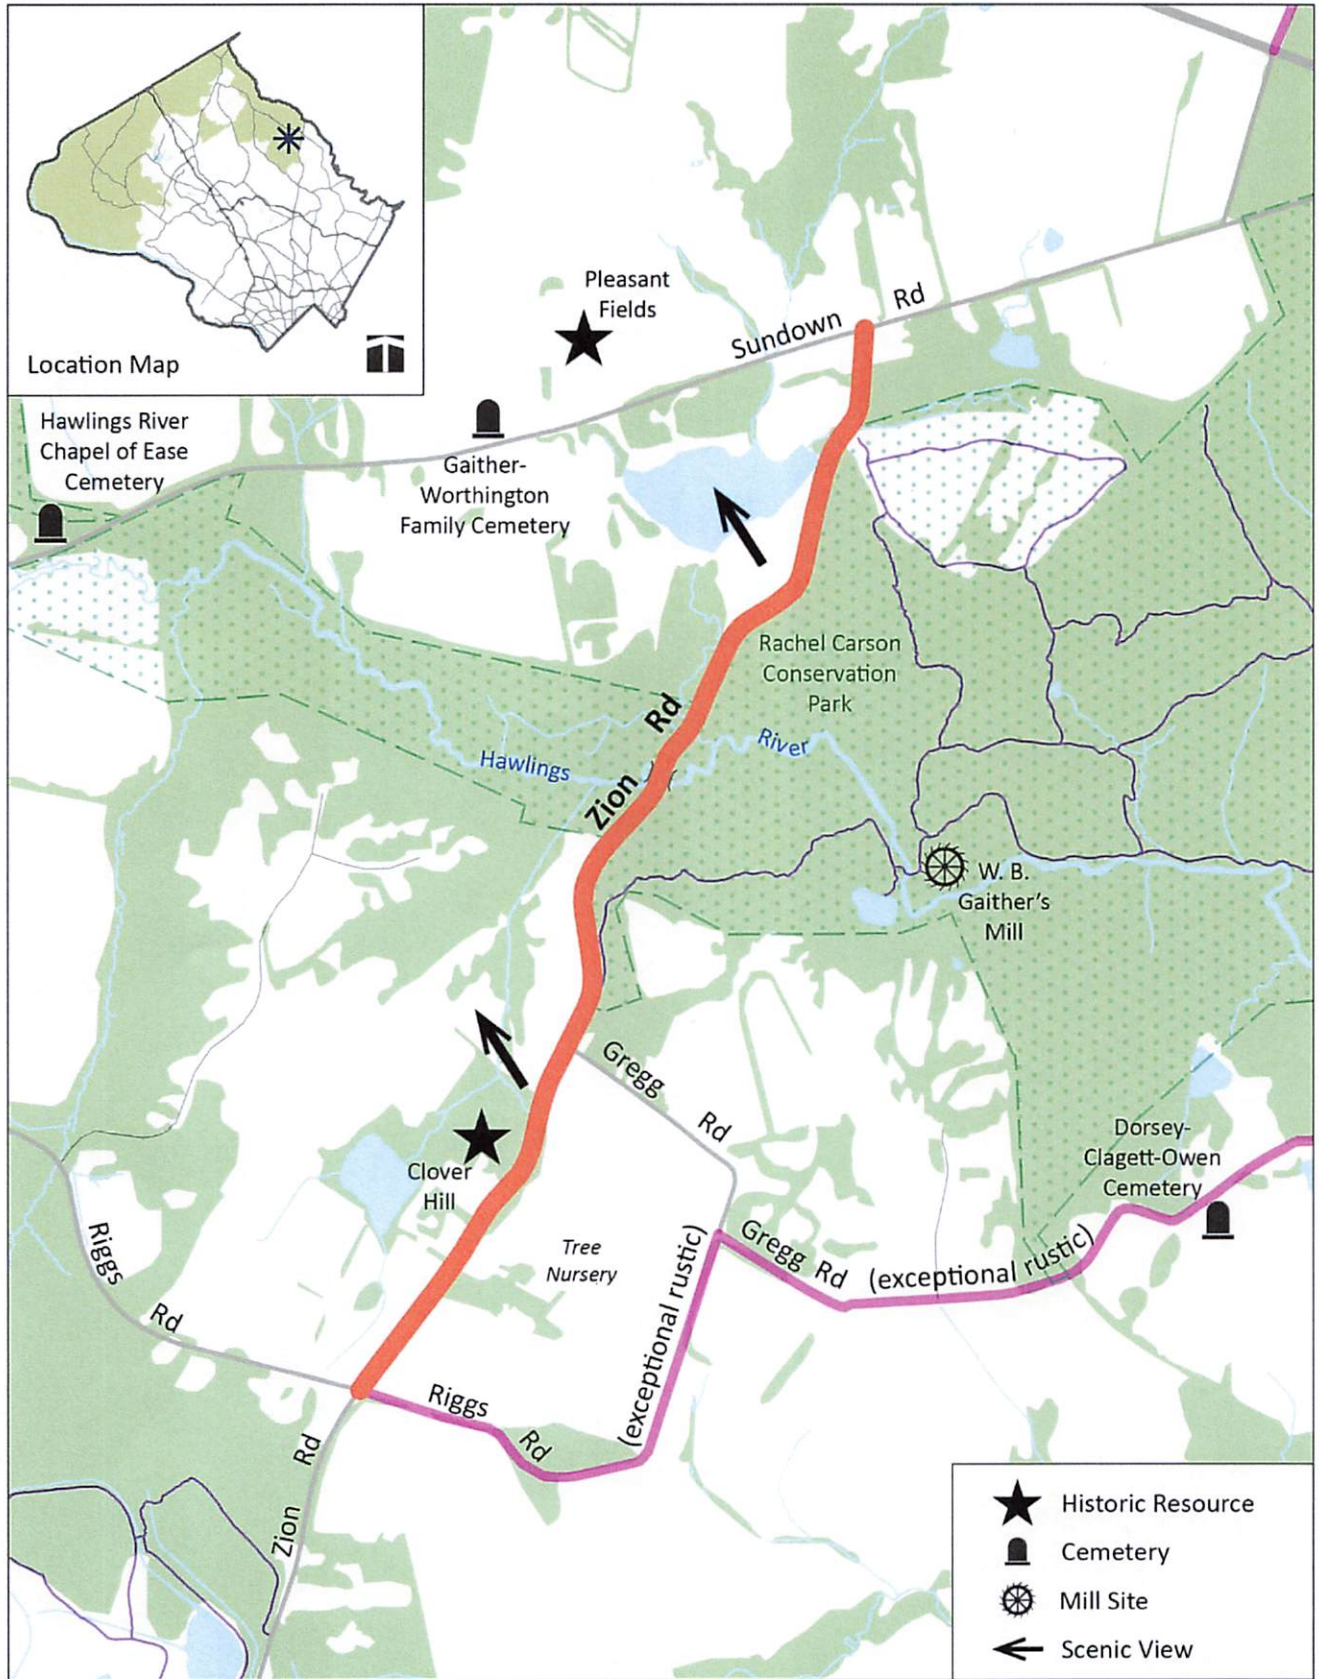 Location Map
Pleasant
Fields
Sundown Rd
Hawlings River
Chapel of Ease
Cemetery
Gaither-
Worthington
Family Cemetery
Rachel Carson
Conservation
Park
Zion Rd
Hawlings River
W. B.
Gaither's
Mill
Gregg Rd
Clover
Hill
Dorsey-
Clagett-Owen
Cemetery
Riggs Rd
Tree
Nursery
Gregg Rd (exceptional rustic)
(exceptional rustic)
Riggs Rd
Zion Rd
Historic Resource
Cemetery
Mill Site
Scenic View